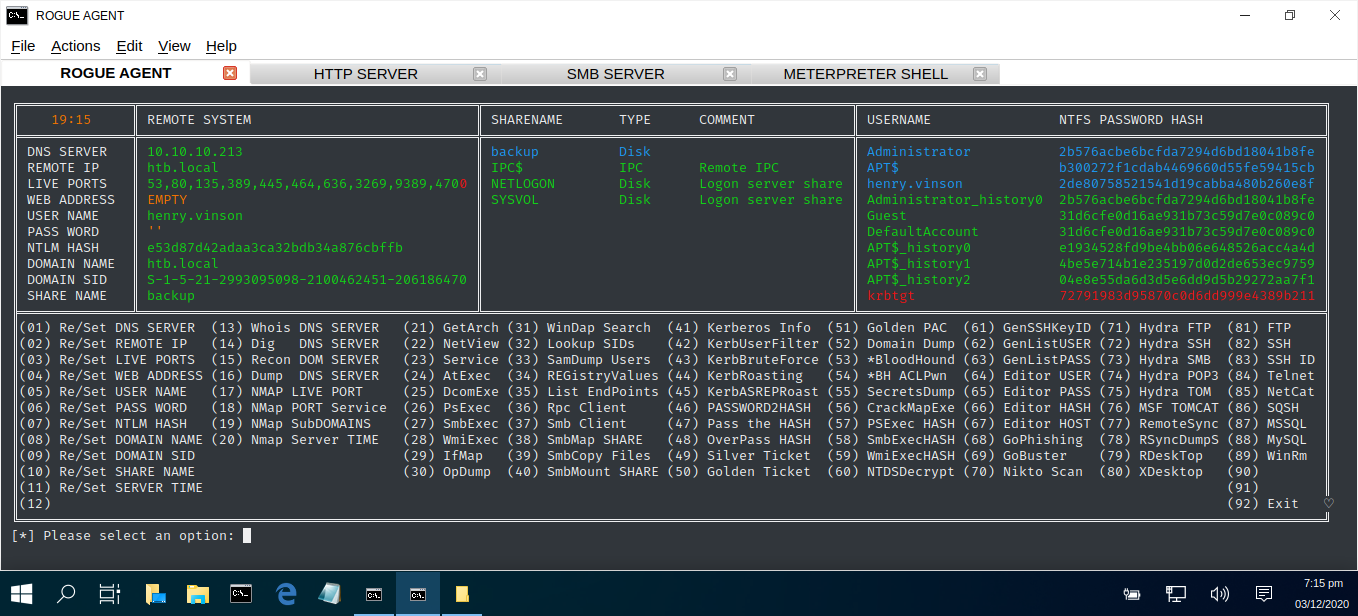 ROGUE AGENT
File Actions Edit View Help
ROGUE AGENT HTTP SERVER SMB SERVER METERPRETER SHELL
19:15 REMOTE SYSTEM SHARENAME TYPE COMMENT USERNAME NTFS PASSWORD HASH
DNS SERVER 10.10.10.213 backup Disk Administrator 2b576acbe6bcfda7294d6bd18041b8fe
REMOTE IP htb.local IPC$ IPC Remote IPC APT$ b300272f1cdab4469660d55fe59415cb
LIVE PORTS 53,80,135,389,445,464,636,3269,9389,4700 NETLOGON Disk Logon server share henry.vinson 2de80758521541d19cabba480b260e8f
WEB ADDRESS EMPTY SYSVOL Disk Logon server share Administrator_history0 2b576acbe6bcfda7294d6bd18041b8fe
USER NAME henry.vinson Guest 31d6cfe0d16ae931b73c59d7e0c089c0
PASS WORD '' DefaultAccount 31d6cfe0d16ae931b73c59d7e0c089c0
NTLM HASH e53d87d42adaa3ca32bdb34a876cbffb APT$_history0 e1934528fd9be4bb06e648526acc4a4d
DOMAIN NAME htb.local APT$_history1 4be5e714b1e235197d0d2de653ec9759
DOMAIN SID S-1-5-21-2993095098-2100462451-206186470 APT$_history2 04e8e55da6d3d5e6dd9d5b29272aa7f1
SHARE NAME backup krbtgt 72791983d95870c0d6dd999e4389b211
(01) Re/Set DNS SERVER (13) Whois DNS SERVER (21) GetArch (31) WinDap Search (41) Kerberos Info (51) Golden PAC (61) GenSSHKeyID (71) Hydra FTP (81) FTP
(02) Re/Set REMOTE IP (14) Dig DNS SERVER (22) NetView (32) Lookup SIDs (42) KerbUserFilter (52) Domain Dump (62) GenListUSER (72) Hydra SSH (82) SSH
(03) Re/Set LIVE PORTS (15) Recon DOM SERVER (23) Service (33) SamDump Users (43) KerbBruteForce (53) *BloodHound (63) GenListPASS (73) Hydra SMB (83) SSH ID
(04) Re/Set WEB ADDRESS (16) Dump DNS SERVER (24) AtExec (34) REGistryValues (44) KerbRoasting (54) *BH ACLPwn (64) Editor USER (74) Hydra POP3 (84) Telnet
(05) Re/Set USER NAME (17) NMAP LIVE PORT (25) DcomExe (35) List EndPoints (45) KerbASREPRoast (55) SecretsDump (65) Editor PASS (75) Hydra TOM (85) NetCat
(06) Re/Set PASS WORD (18) NMap PORT Service (26) PsExec (36) Rpc Client (46) PASSWORD2HASH (56) CrackMapExe (66) Editor HASH (76) MSF TOMCAT (86) SQSH
(07) Re/Set NTLM HASH (19) NMap SubDOMAINS (27) SmbExec (37) Smb Client (47) Pass the HASH (57) PSExec HASH (67) Editor HOST (77) RemoteSync (87) MSSQL
(08) Re/Set DOMAIN NAME (20) Nmap Server TIME (28) WmiExec (38) SmbMap SHARE (48) OverPass HASH (58) SmbExecHASH (68) GoPhishing (78) RSyncDumpS (88) MySQL
(09) Re/Set DOMAIN SID (29) IfMap (39) SmbCopy Files (49) Silver Ticket (59) WmiExecHASH (69) GoBuster (79) RDeskTop (89) WinRm
(10) Re/Set SHARE NAME (30) OpDump (40) SmbMount SHARE (50) Golden Ticket (60) NTDSDecrypt (70) Nikto Scan (80) XDesktop (90)
(11) Re/Set SERVER TIME (91)
(12) (92) Exit ♡
[*] Please select an option:
7:15 pm
03/12/2020